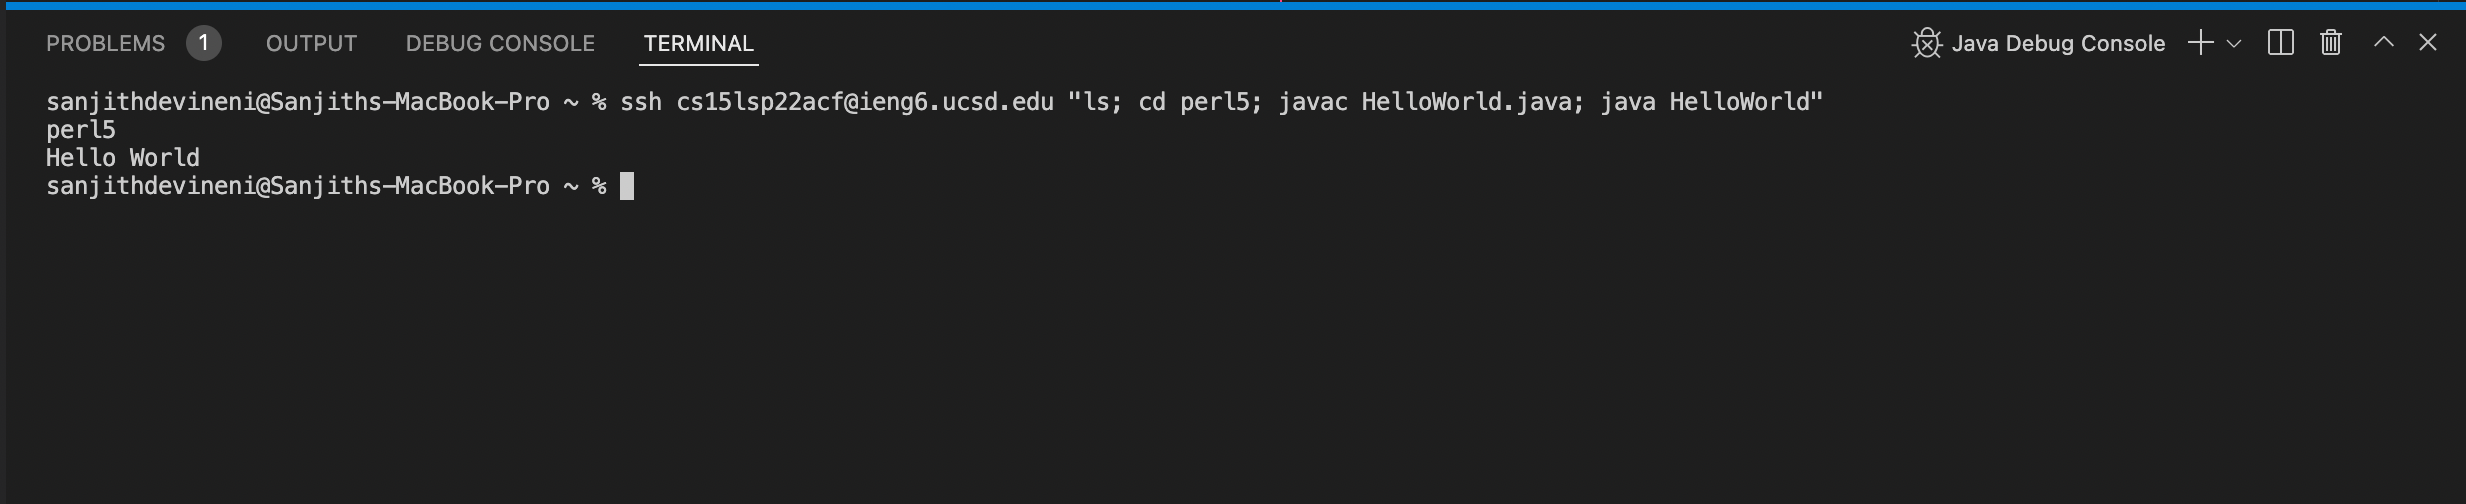 PROBLEMS 1 OUTPUT DEBUG CONSOLE TERMINAL Java Debug Console
sanjithdevineni@Sanjiths-MacBook-Pro ~ % ssh cs15lsp22acf@ieng6.ucsd.edu "ls; cd perl5; javac HelloWorld.java; java HelloWorld"
perl5
Hello World
sanjithdevineni@Sanjiths-MacBook-Pro ~ %